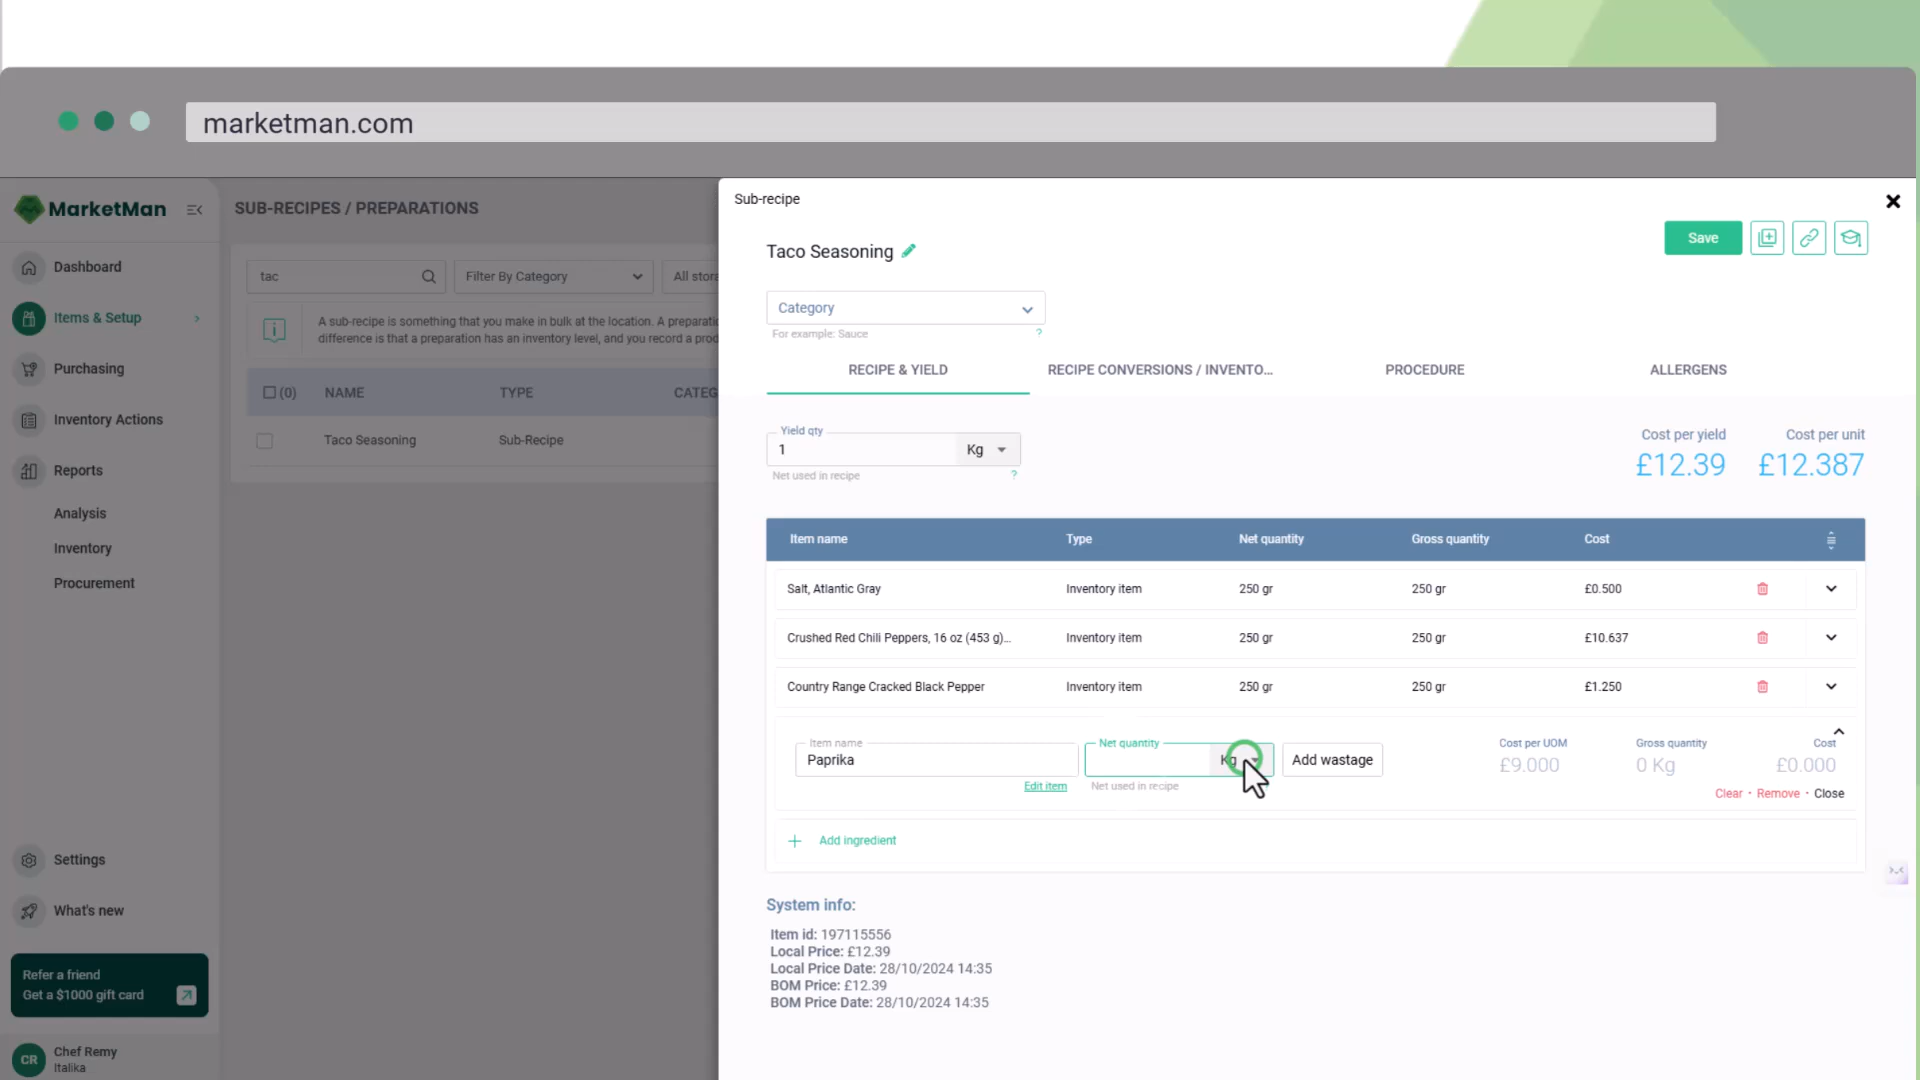 marketman.com
MarketMan
Dashboard
Items & Setup
Purchasing
Inventory Actions
Reports
Analysis
Inventory
Procurement
Settings
What's new
Refer a friend
Get a $1000 gift card
CR
Chef Remy
Italika
SUB-RECIPES / PREPARATIONS
tac
Filter By Category
All stora
A sub-recipe is something that you make in bulk at the location. A preparatio
difference is that a preparation has an inventory level, and you record a prod
(0) NAME TYPE CATEG
Taco Seasoning Sub-Recipe
Sub-recipe
Taco Seasoning
Save
Category
For example: Sauce ?
RECIPE & YIELD RECIPE CONVERSIONS / INVENTO... PROCEDURE ALLERGENS
Yield qty
1 Kg
Net used in recipe ?
Cost per yield Cost per unit
£12.39 £12.387
Item name Type Net quantity Gross quantity Cost
Salt, Atlantic Gray Inventory item 250 gr 250 gr £0.500
Crushed Red Chili Peppers, 16 oz (453 g)... Inventory item 250 gr 250 gr £10.637
Country Range Cracked Black Pepper Inventory item 250 gr 250 gr £1.250
Item name Net quantity Cost per UOM Gross quantity Cost
Paprika Kg Add wastage £9.000 0 Kg £0.000
Edit item Net used in recipe Clear · Remove · Close
Add ingredient
System info:
Item id: 197115556
Local Price: £12.39
Local Price Date: 28/10/2024 14:35
BOM Price: £12.39
BOM Price Date: 28/10/2024 14:35